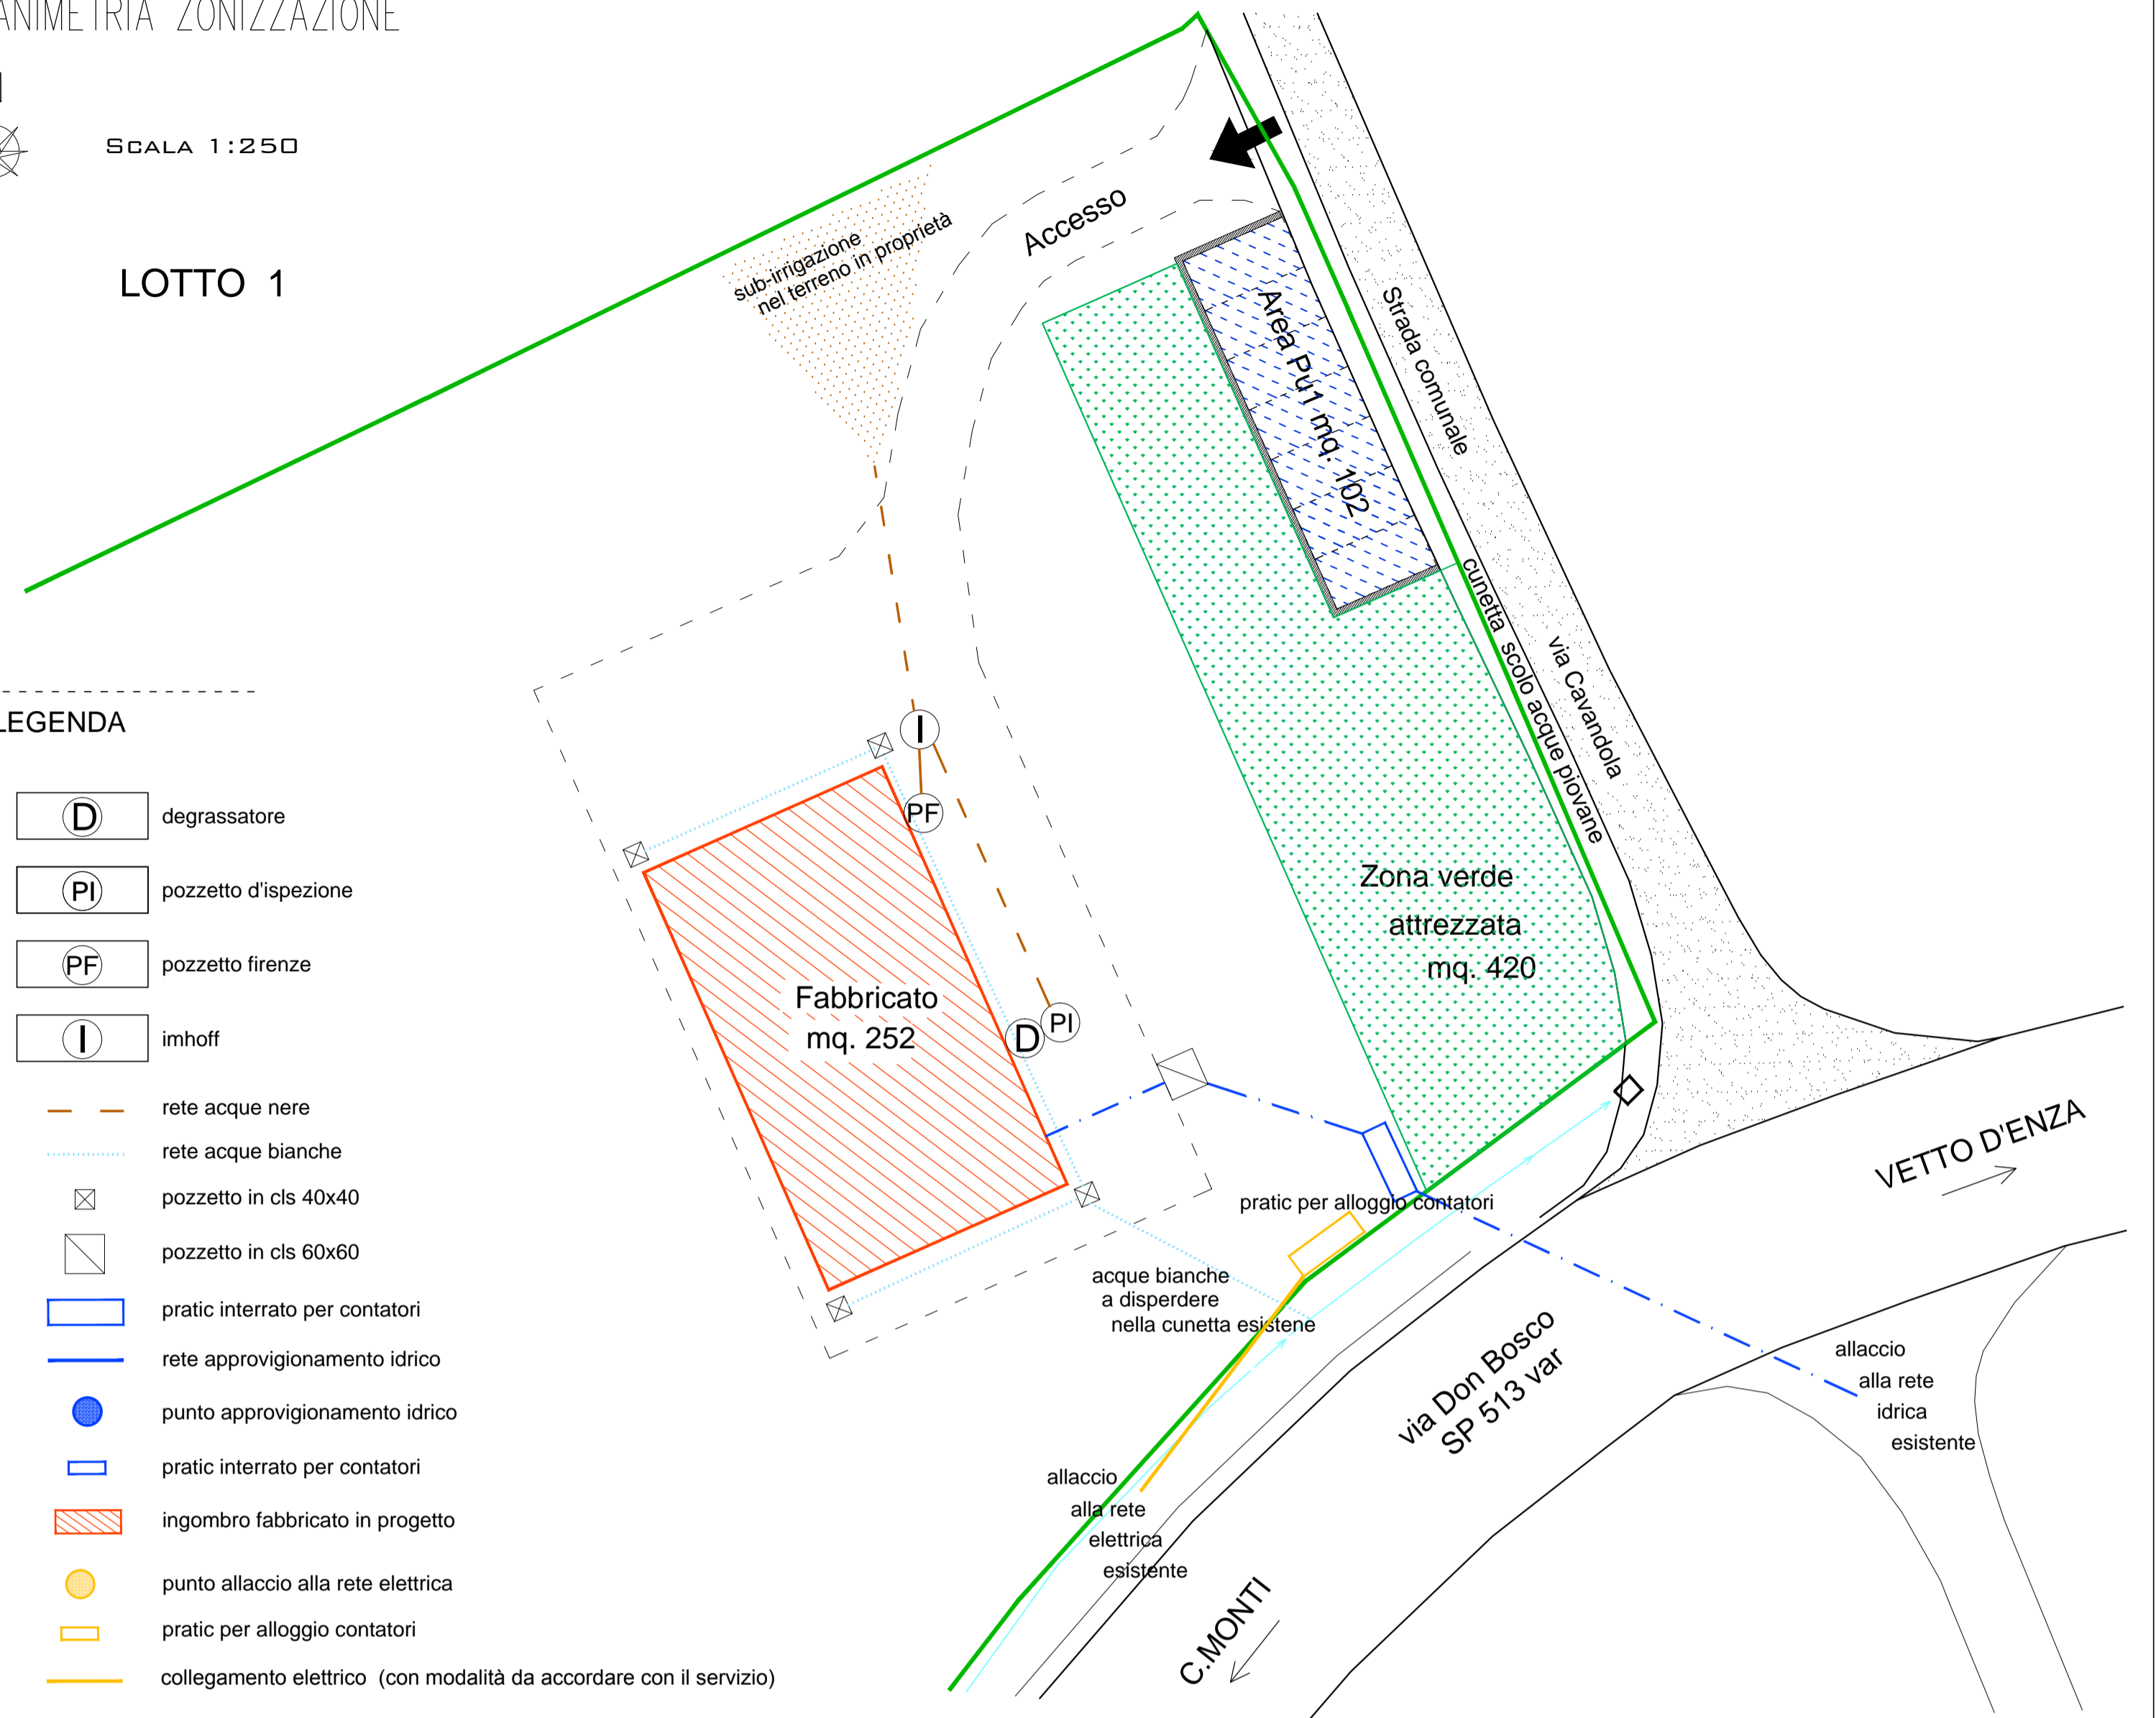 ANIMETRIA ZONIZZAZIONE
SCALA 1:250
LOTTO 1
Accesso
sub-irrigazione
nel terreno in proprietà
Area Pu1 mq. 102
Strada comunale
via Cavandola
cunetta scolo acque piovane
Zona verde
attrezzata
mq. 420
I
PF
D
PI
Fabbricato
mq. 252
pratic per alloggio contatori
acque bianche
a disperdere
nella cunetta esistene
VETTO D'ENZA
via Don Bosco
SP 513 var
allaccio
alla rete
idrica
esistente
allaccio
alla rete
elettrica
esistente
C.MONTI
LEGENDA
D degrassatore
PI pozzetto d'ispezione
PF pozzetto firenze
I imhoff
rete acque nere
rete acque bianche
pozzetto in cls 40x40
pozzetto in cls 60x60
pratic interrato per contatori
rete approvigionamento idrico
punto approvigionamento idrico
pratic interrato per contatori
ingombro fabbricato in progetto
punto allaccio alla rete elettrica
pratic per alloggio contatori
collegamento elettrico (con modalità da accordare con il servizio)